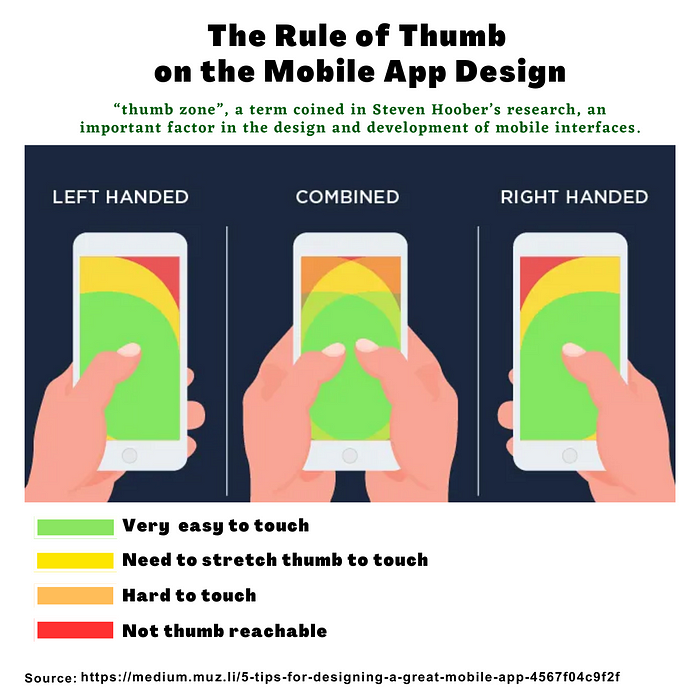 The Rule of Thumb
on the Mobile App Design
“thumb zone”, a term coined in Steven Hoober’s research, an
important factor in the design and development of mobile interfaces.
LEFT HANDED
COMBINED
RIGHT HANDED
Very easy to touch
Need to stretch thumb to touch
Hard to touch
Not thumb reachable
Source: https://medium.muz.li/5-tips-for-designing-a-great-mobile-app-4567f04c9f2f